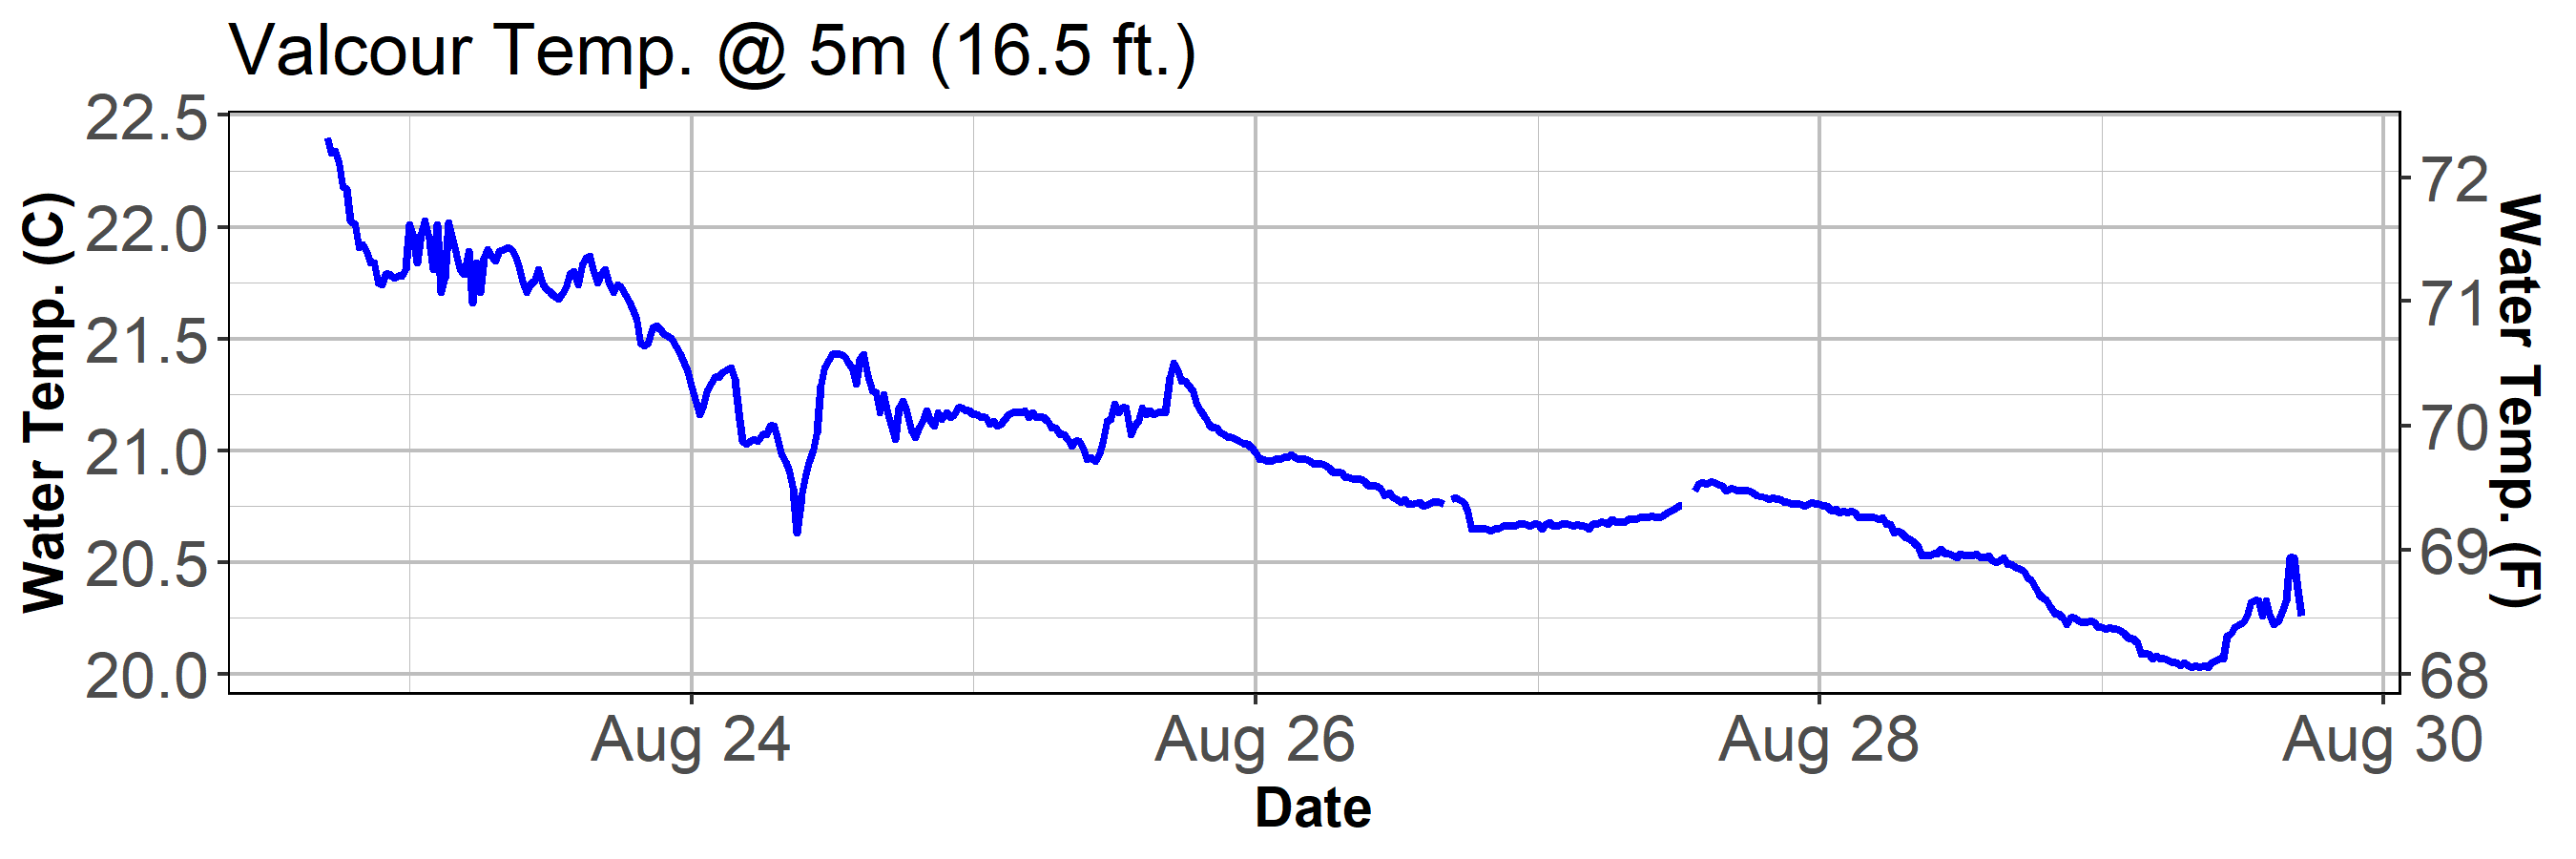 Valcour Temp. @ 5m (16.5 ft.)
Water Temp. (C)
22.5
22.0
21.5
21.0
20.5
20.0
72
71
70
69
68
Water Temp. (F)
Aug 24
Aug 26
Aug 28
Aug 30
Date